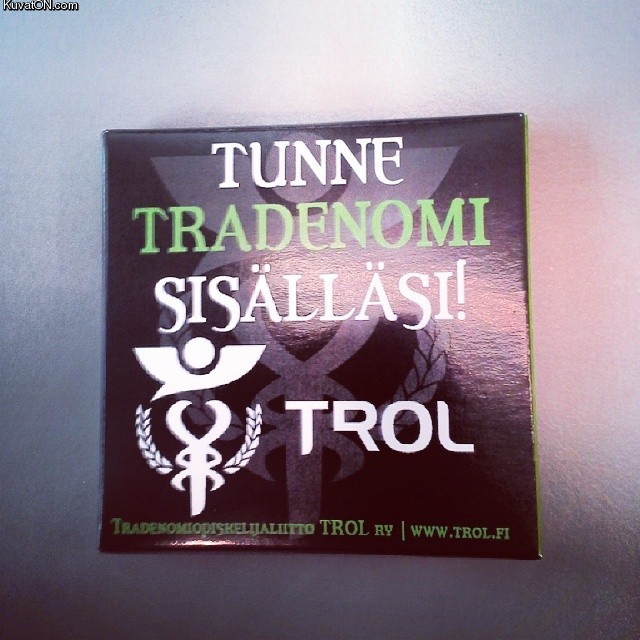 KuvatON.com
TUNNE
TRADENOMI
SISÄLLÄSI!
TROL
TRADENOMIOPISKELIJALIITTO TROL RY | WWW.TROL.FI